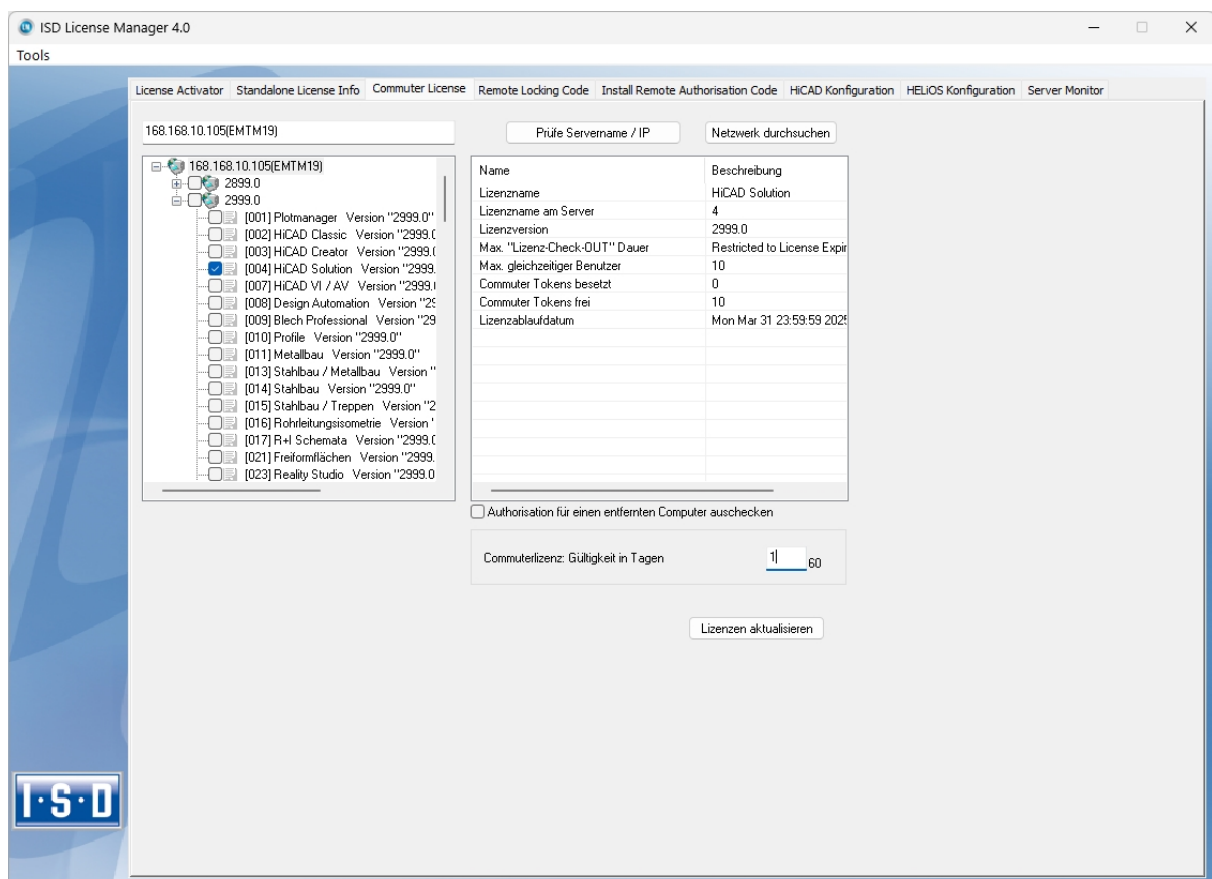 ISD License Manager 4.0
Tools
License Activator Standalone License Info Commuter License Remote Locking Code Install Remote Authorisation Code HiCAD Konfiguration HELiOS Konfiguration Server Monitor
168.168.10.105(EMTM19)
Prüfe Servername / IP
Netzwerk durchsuchen
168.168.10.105(EMTM19)
2899.0
2999.0
[001] Plotmanager Version "2999.0"
[002] HiCAD Classic Version "2999.0
[003] HiCAD Creator Version "2999.0
[004] HiCAD Solution Version "2999.
[007] HiCAD VI / AV Version "2999.
[008] Design Automation Version "29
[009] Blech Professional Version "29
[010] Profile Version "2999.0"
[011] Metallbau Version "2999.0"
[013] Stahlbau / Metallbau Version "
[014] Stahlbau Version "2999.0"
[015] Stahlbau / Treppen Version "2
[016] Rohrleitungsisometrie Version "
[017] R+I Schemata Version "2999.0
[021] Freiformflächen Version "2999.
[023] Reality Studio Version "2999.0
Name Beschreibung
Lizenzname HiCAD Solution
Lizenzname am Server 4
Lizenzversion 2999.0
Max. "Lizenz-Check-OUT" Dauer Restricted to License Expir
Max. gleichzeitiger Benutzer 10
Commuter Tokens besetzt 0
Commuter Tokens frei 10
Lizenzablaufdatum Mon Mar 31 23:59:59 2025
Authorisation für einen entfernten Computer auschecken
Commuterlizenz: Gültigkeit in Tagen 1 60
Lizenzen aktualisieren
I·S·D